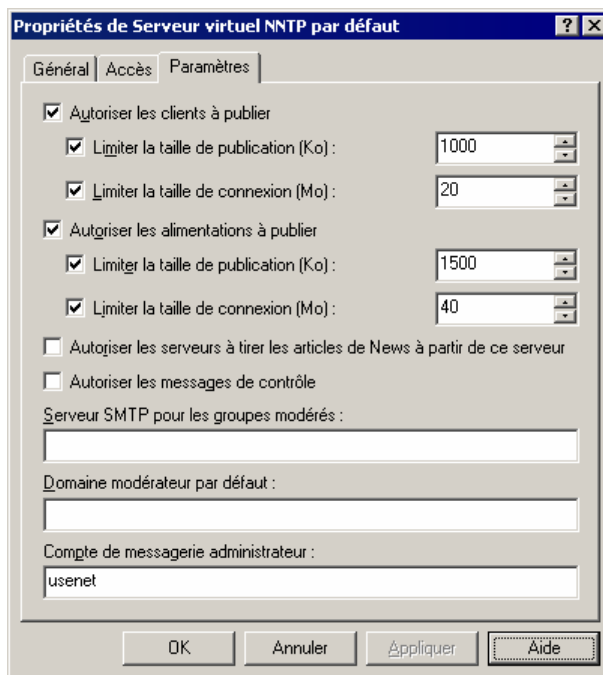 Propriétés de Serveur virtuel NNTP par défaut
Général Accès Paramètres
Autoriser les clients à publier
Limiter la taille de publication (Ko) : 1000
Limiter la taille de connexion (Mo) : 20
Autoriser les alimentations à publier
Limiter la taille de publication (Ko) : 1500
Limiter la taille de connexion (Mo) : 40
Autoriser les serveurs à tirer les articles de News à partir de ce serveur
Autoriser les messages de contrôle
Serveur SMTP pour les groupes modérés :
Domaine modérateur par défaut :
Compte de messagerie administrateur :
usenet
OK Annuler Appliquer Aide